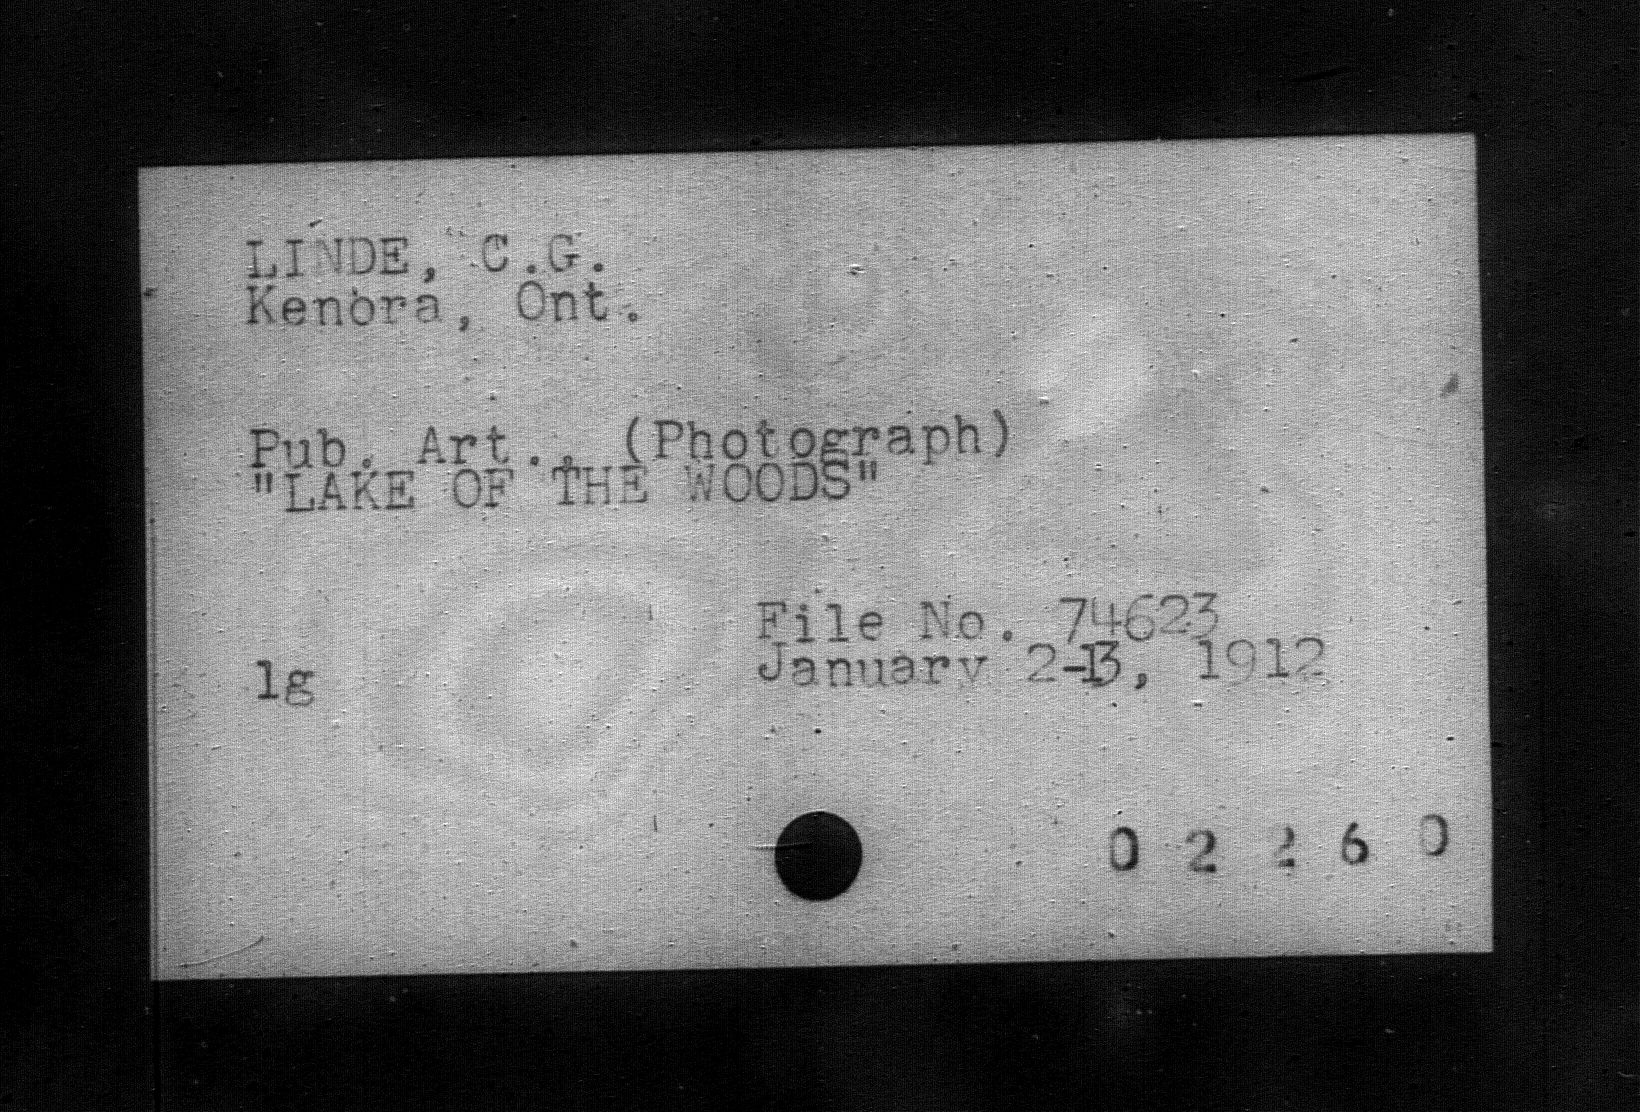 LINDE, C.G.
Kenora, Ont.
Pub. Art.. (Photograph)
"LAKE OF THE WOODS"
File No. 74623
January 2-13, 1912
lg
0 2 2 6 0